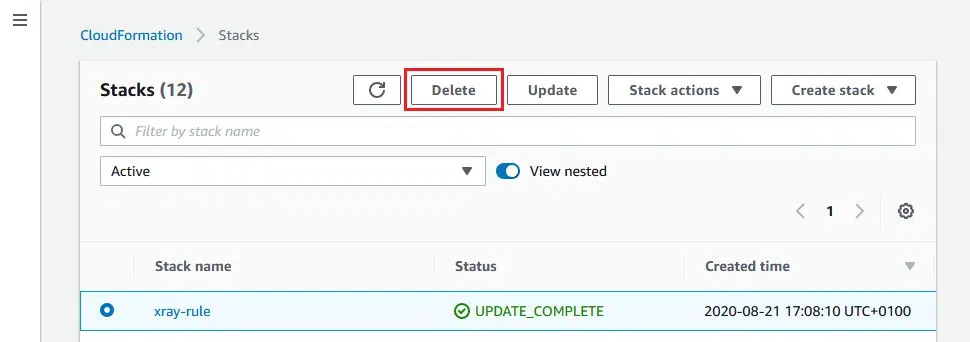 CloudFormation > Stacks
Stacks (12) Delete Update Stack actions Create stack
Filter by stack name
Active View nested
1
Stack name Status Created time
xray-rule UPDATE_COMPLETE 2020-08-21 17:08:10 UTC+0100